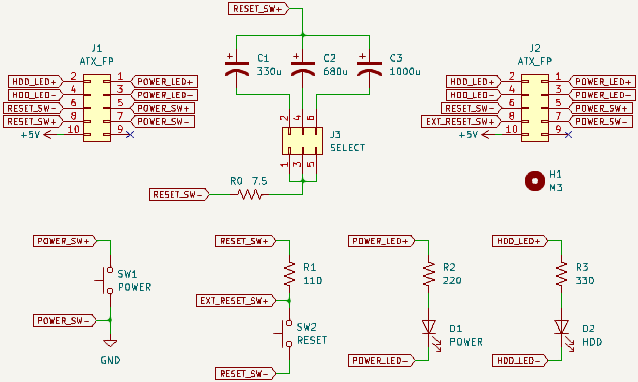 RESET_SW+
C1
330u
C2
680u
C3
1000u
J1
ATX_FP
HDD_LED+ 2 1 POWER_LED+
HDD_LED- 4 3 POWER_LED-
RESET_SW- 6 5 POWER_SW+
RESET_SW+ 8 7 POWER_SW-
+5V 10 9
J2
ATX_FP
HDD_LED+ 2 1 POWER_LED+
HDD_LED- 4 3 POWER_LED-
RESET_SW- 6 5 POWER_SW+
EXT_RESET_SW+ 8 7 POWER_SW-
+5V 10 9
2 4 6
J3
SELECT
1 3 5
RESET_SW-
R0 7.5
H1
M3
POWER_SW+
SW1
POWER
POWER_SW-
GND
RESET_SW+
R1
110
EXT_RESET_SW+
SW2
RESET
RESET_SW-
POWER_LED+
R2
220
D1
POWER
POWER_LED-
HDD_LED+
R3
330
D2
HDD
HDD_LED-